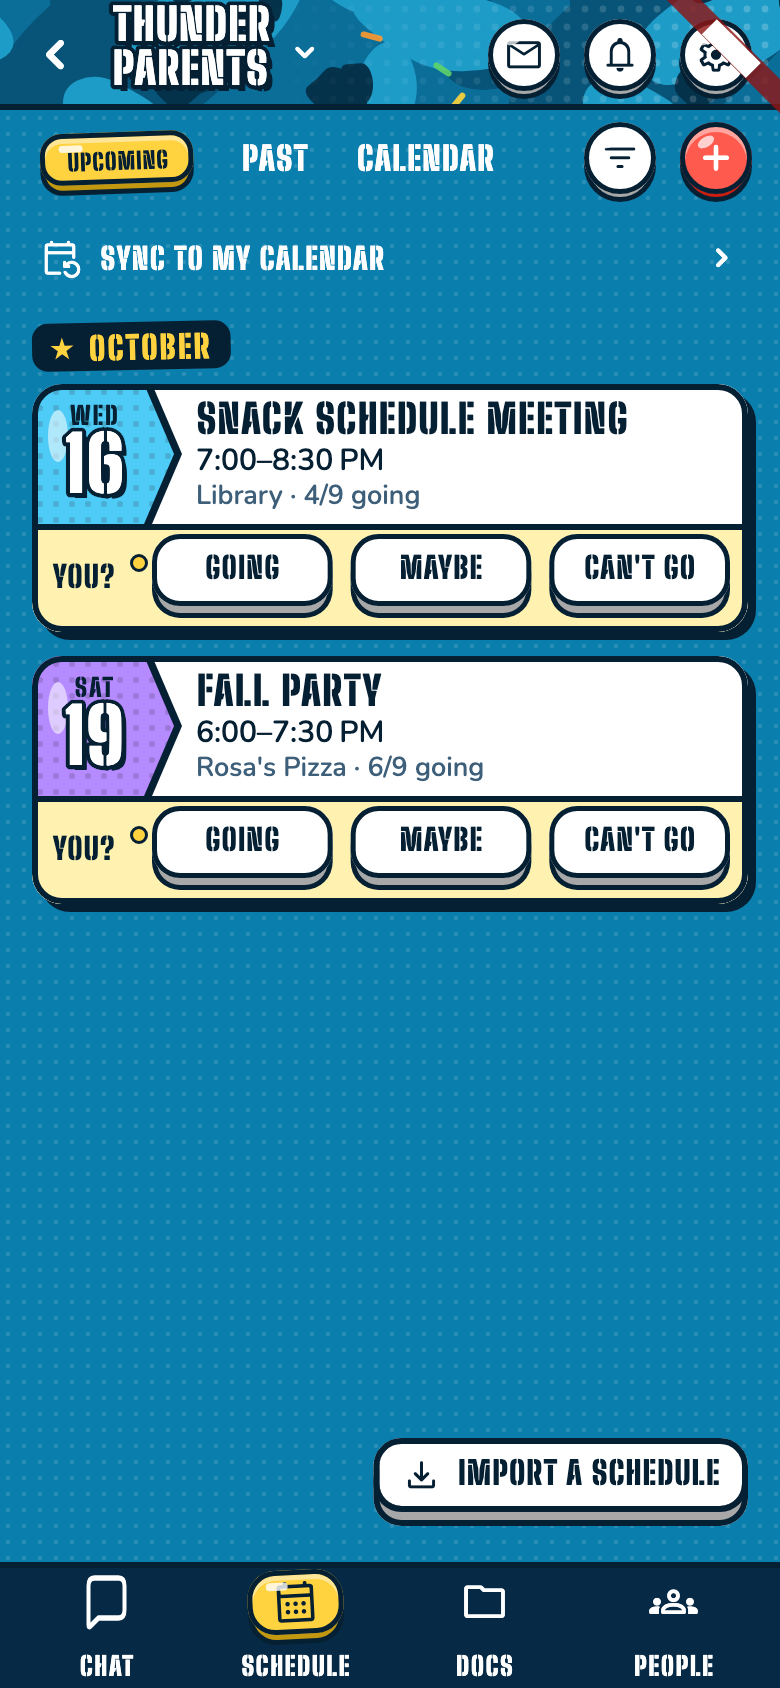 THUNDER
PARENTS
UPCOMING
PAST
CALENDAR
SYNC TO MY CALENDAR
★ OCTOBER
WED
16
SNACK SCHEDULE MEETING
7:00–8:30 PM
Library · 4/9 going
YOU?
GOING
MAYBE
CAN'T GO
SAT
19
FALL PARTY
6:00–7:30 PM
Rosa's Pizza · 6/9 going
YOU?
GOING
MAYBE
CAN'T GO
IMPORT A SCHEDULE
CHAT
SCHEDULE
DOCS
PEOPLE